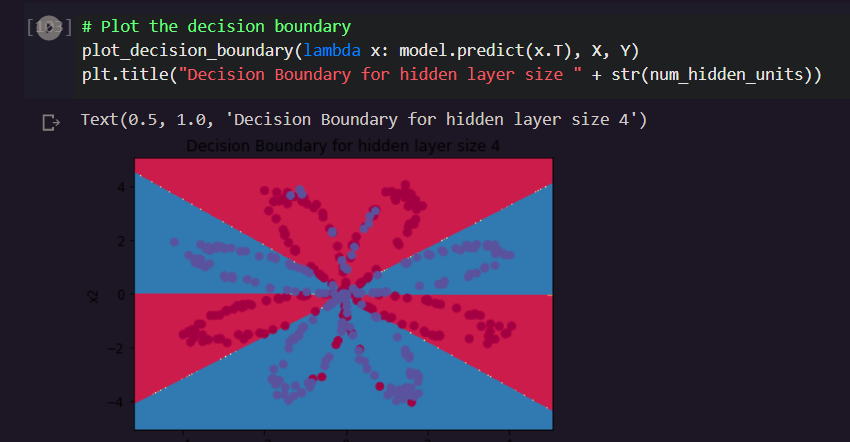 # Plot the decision boundary
plot_decision_boundary(lambda x: model.predict(x.T), X, Y)
plt.title("Decision Boundary for hidden layer size " + str(num_hidden_units))
Text(0.5, 1.0, 'Decision Boundary for hidden layer size 4')
Decision Boundary for hidden layer size 4
4
2
0
−2
−4
x2